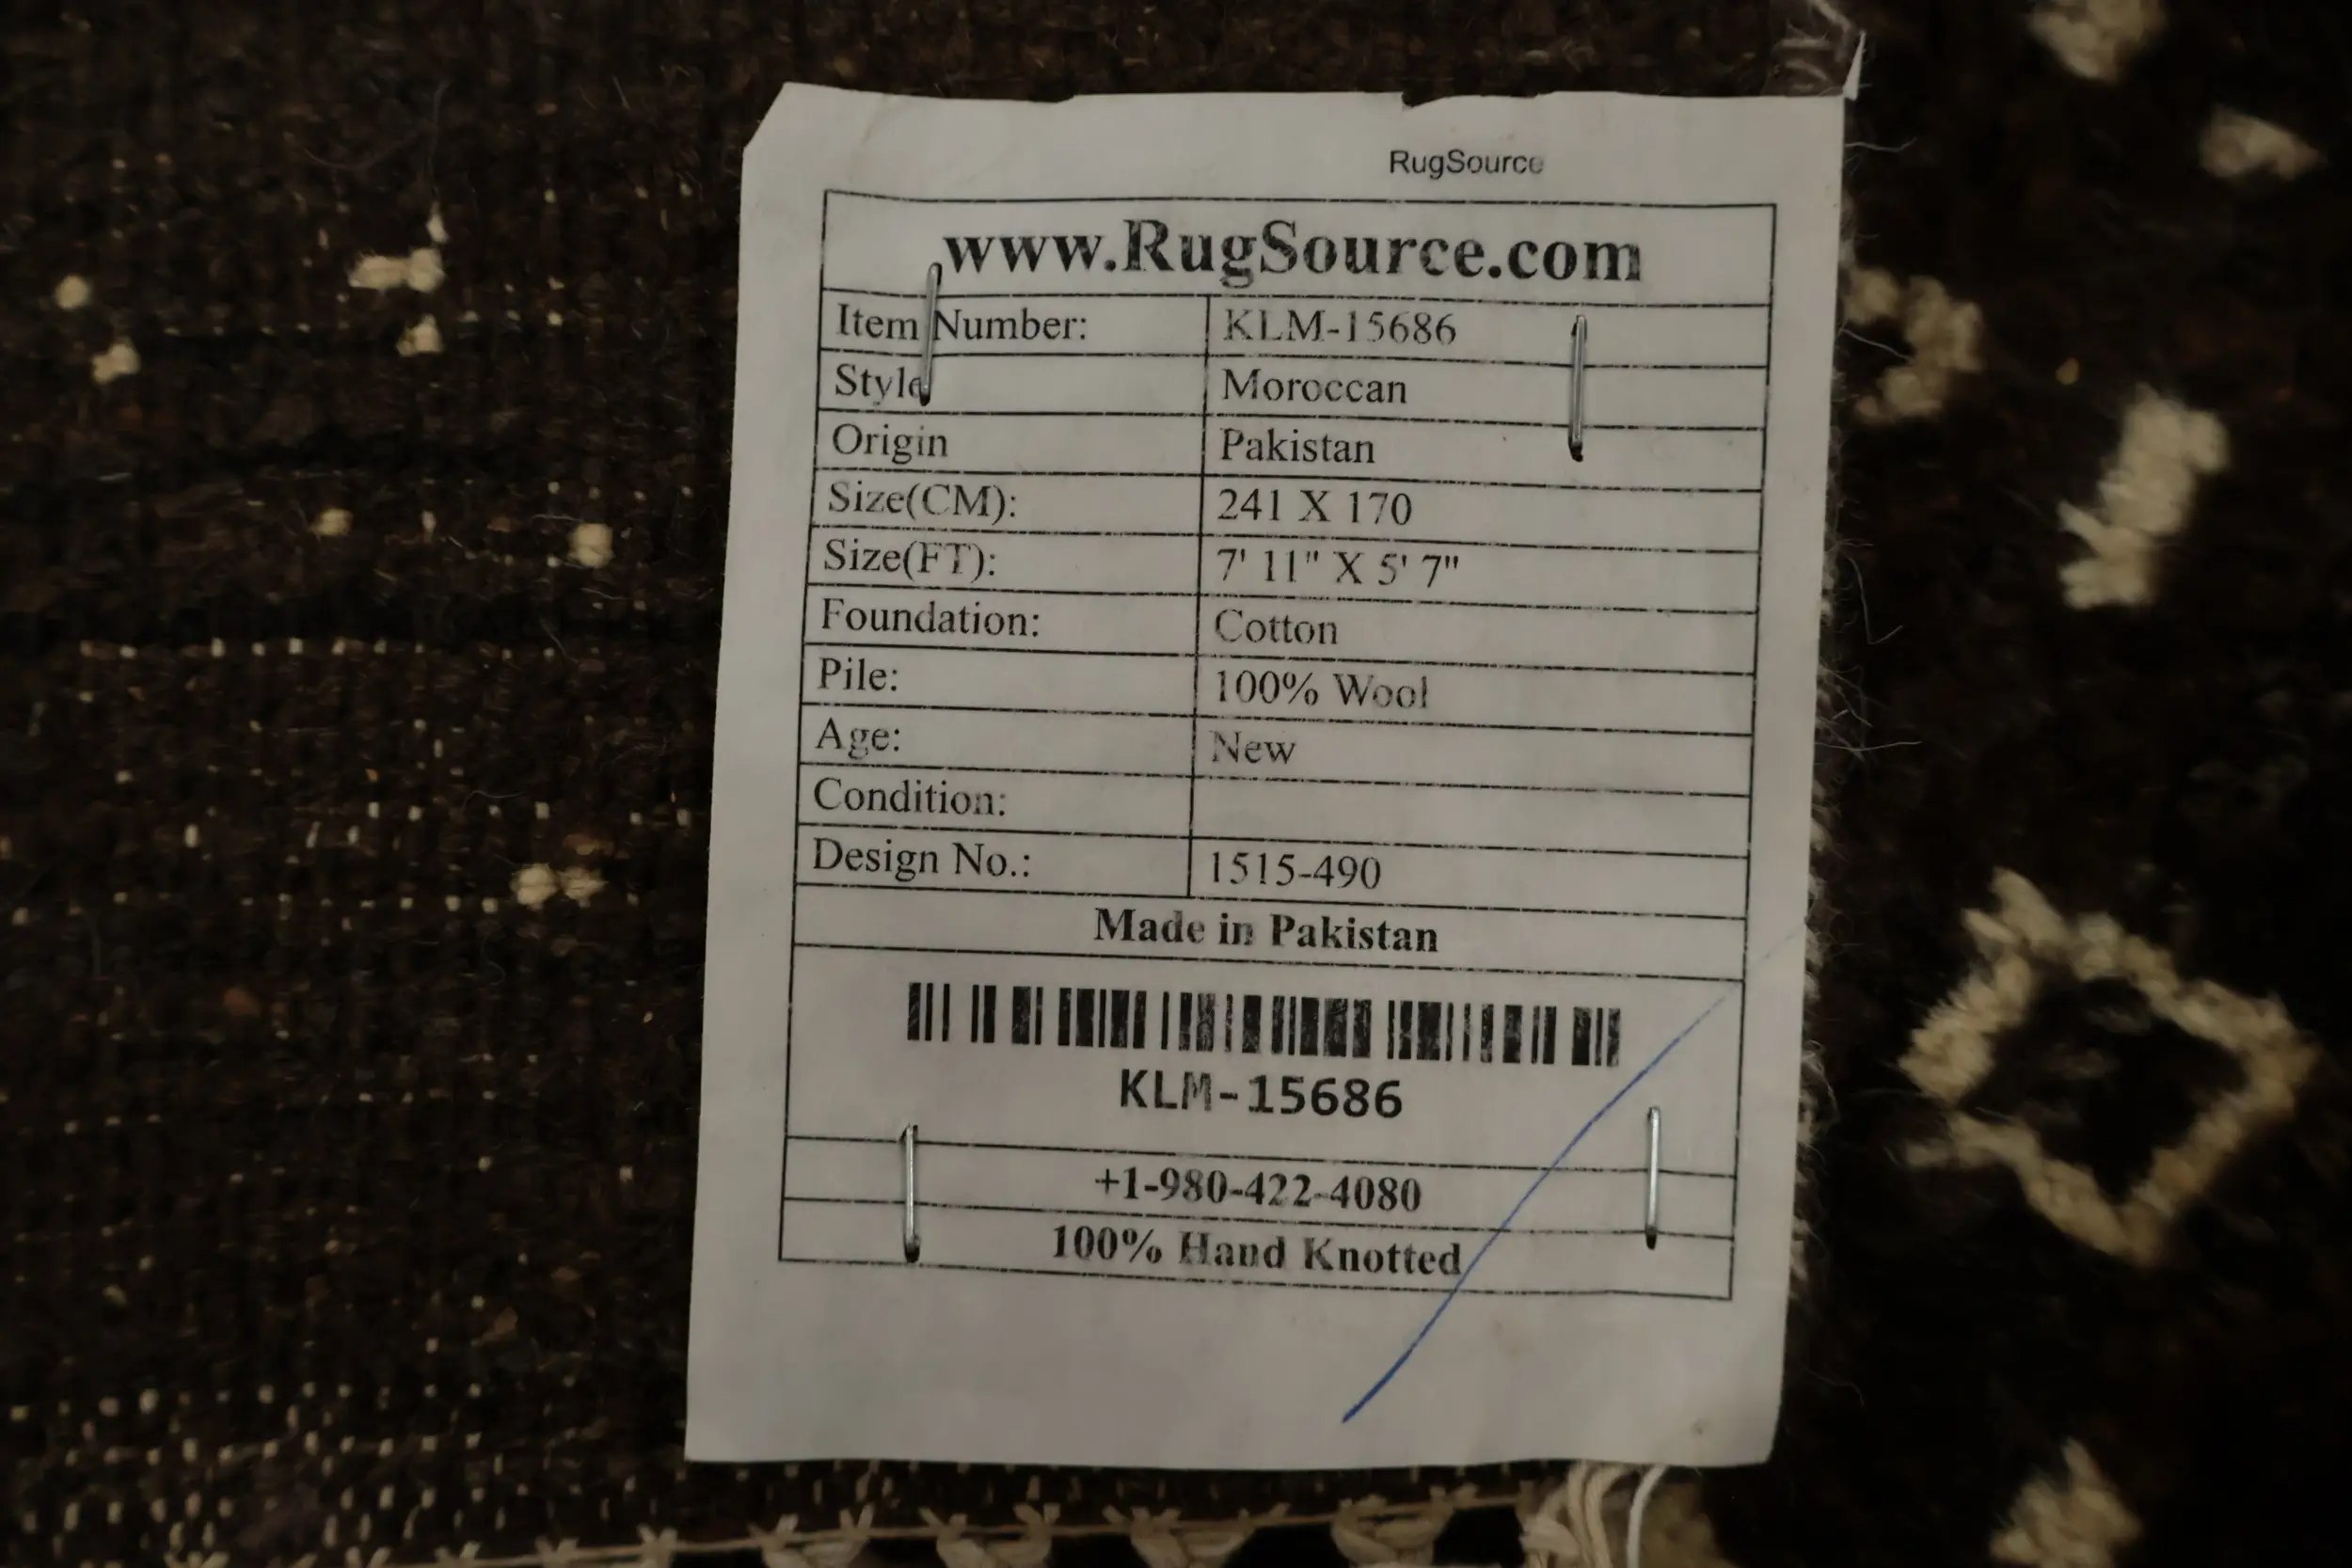 RugSource
www.RugSource.com
Item Number: KLM-15686
Style Moroccan
Origin Pakistan
Size(CM): 241 X 170
Size(FT): 7' 11" X 5' 7"
Foundation: Cotton
Pile: 100% Wool
Age: New
Condition:
Design No.: 1515-490
Made in Pakistan
KLM-15686
+1-980-422-4080
100% Hand Knotted